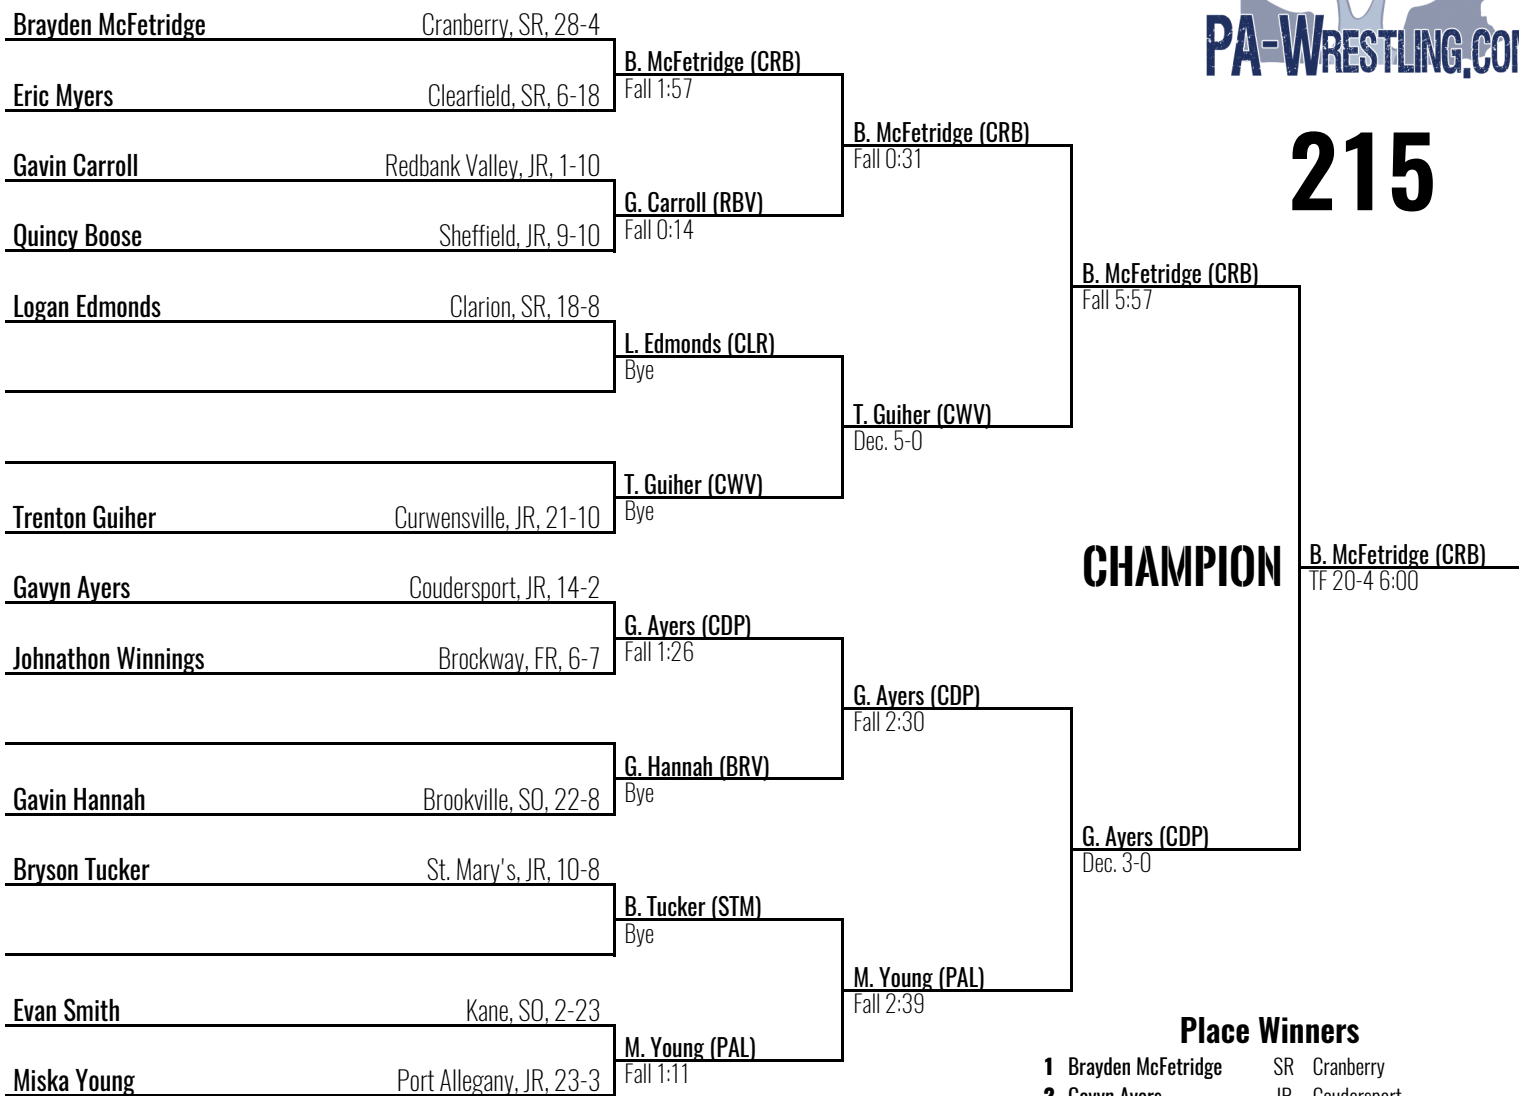 PA-WRESTLING.COM
215
Brayden McFetridge Cranberry, SR, 28-4
Eric Myers Clearfield, SR, 6-18
Gavin Carroll Redbank Valley, JR, 1-10
Quincy Boose Sheffield, JR, 9-10
Logan Edmonds Clarion, SR, 18-8
Trenton Guiher Curwensville, JR, 21-10
Gavyn Ayers Coudersport, JR, 14-2
Johnathon Winnings Brockway, FR, 6-7
Gavin Hannah Brookville, SO, 22-8
Bryson Tucker St. Mary's, JR, 10-8
Evan Smith Kane, SO, 2-23
Miska Young Port Allegany, JR, 23-3
B. McFetridge (CRB)
Fall 1:57
G. Carroll (RBV)
Fall 0:14
L. Edmonds (CLR)
Bye
T. Guiher (CWV)
Bye
G. Ayers (CDP)
Fall 1:26
G. Hannah (BRV)
Bye
B. Tucker (STM)
Bye
M. Young (PAL)
Fall 1:11
B. McFetridge (CRB)
Fall 0:31
T. Guiher (CWV)
Dec. 5-0
G. Ayers (CDP)
Fall 2:30
M. Young (PAL)
Fall 2:39
B. McFetridge (CRB)
Fall 5:57
G. Ayers (CDP)
Dec. 3-0
CHAMPION
B. McFetridge (CRB)
TF 20-4 6:00
Place Winners
1 Brayden McFetridge SR Cranberry
2 Gavyn Ayers JR Coudersport